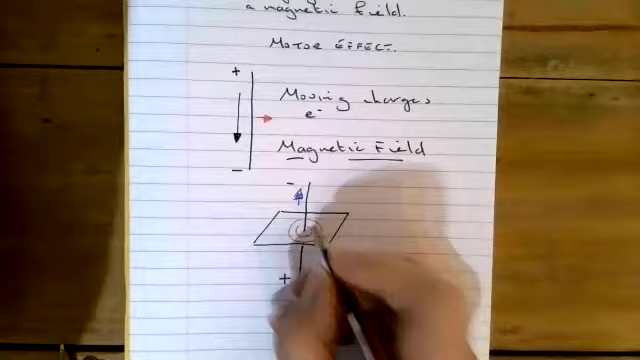 a magnetic field.
MOTOR EFFECT.
+
Moving charges
e⁻
-
Magnetic Field
-
+